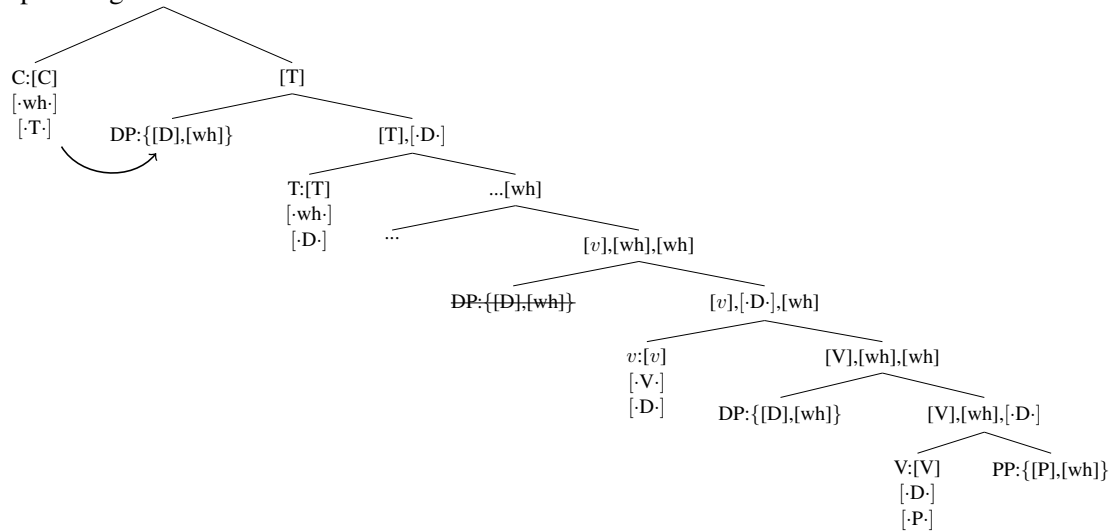 C:[C] [T]
[·wh·]
[·T·] DP:{[D],[wh]} [T],[·D·]
T:[T] ...[wh]
[·wh·]
[·D·] ... [v],[wh],[wh]
DP:{[D],[wh]} [v],[·D·],[wh]
v:[v] [V],[wh],[wh]
[·V·]
[·D·] DP:{[D],[wh]} [V],[wh],[·D·]
V:[V] PP:{[P],[wh]}
[·D·]
[·P·]